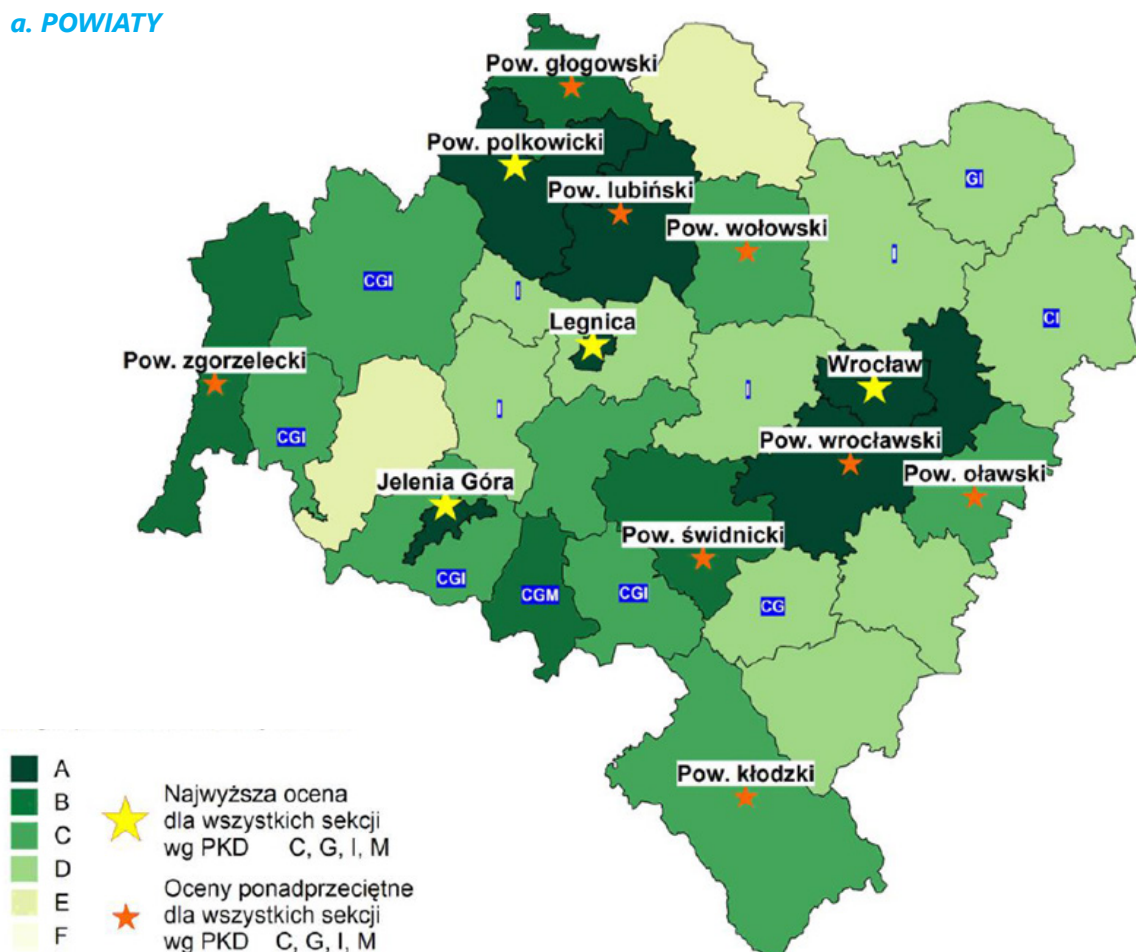 a. POWIATY
Pow. głogowski
Pow. polkowicki
GI
Pow. lubiński
Pow. wołowski
CGI
I
I
CI
Legnica
Pow. zgorzelecki
Wrocław
I
I
CGI
Pow. wrocławski
Jelenia Góra
Pow. oławski
Pow. świdnicki
CGI
CGM
CGI
CG
Pow. kłodzki
A
B
C
D
E
F
Najwyższa ocena
dla wszystkich sekcji
wg PKD C, G, I, M
Oceny ponadprzeciętne
dla wszystkich sekcji
wg PKD C, G, I, M